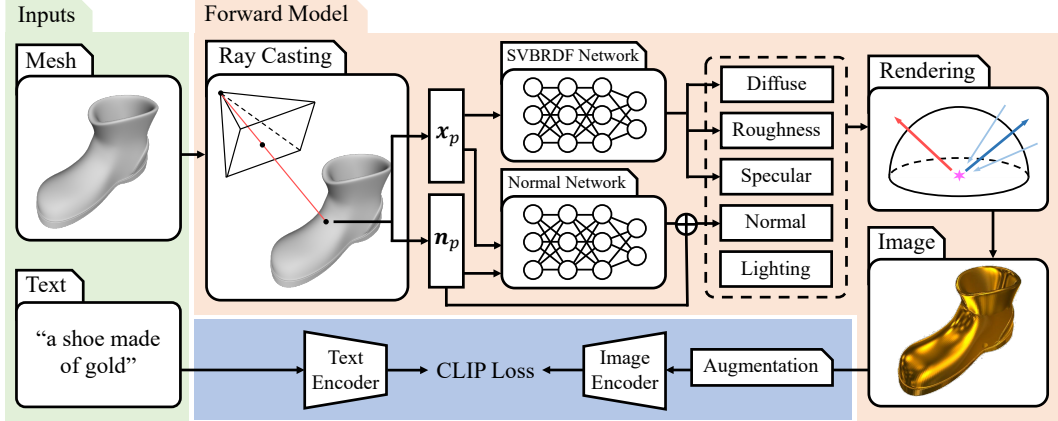 Inputs
Mesh
Text
“a shoe made
of gold”
Forward Model
Ray Casting
x_p
n_p
SVBRDF Network
Normal Network
Diffuse
Roughness
Specular
Normal
Lighting
Rendering
Image
Text
Encoder
CLIP Loss
Image
Encoder
Augmentation